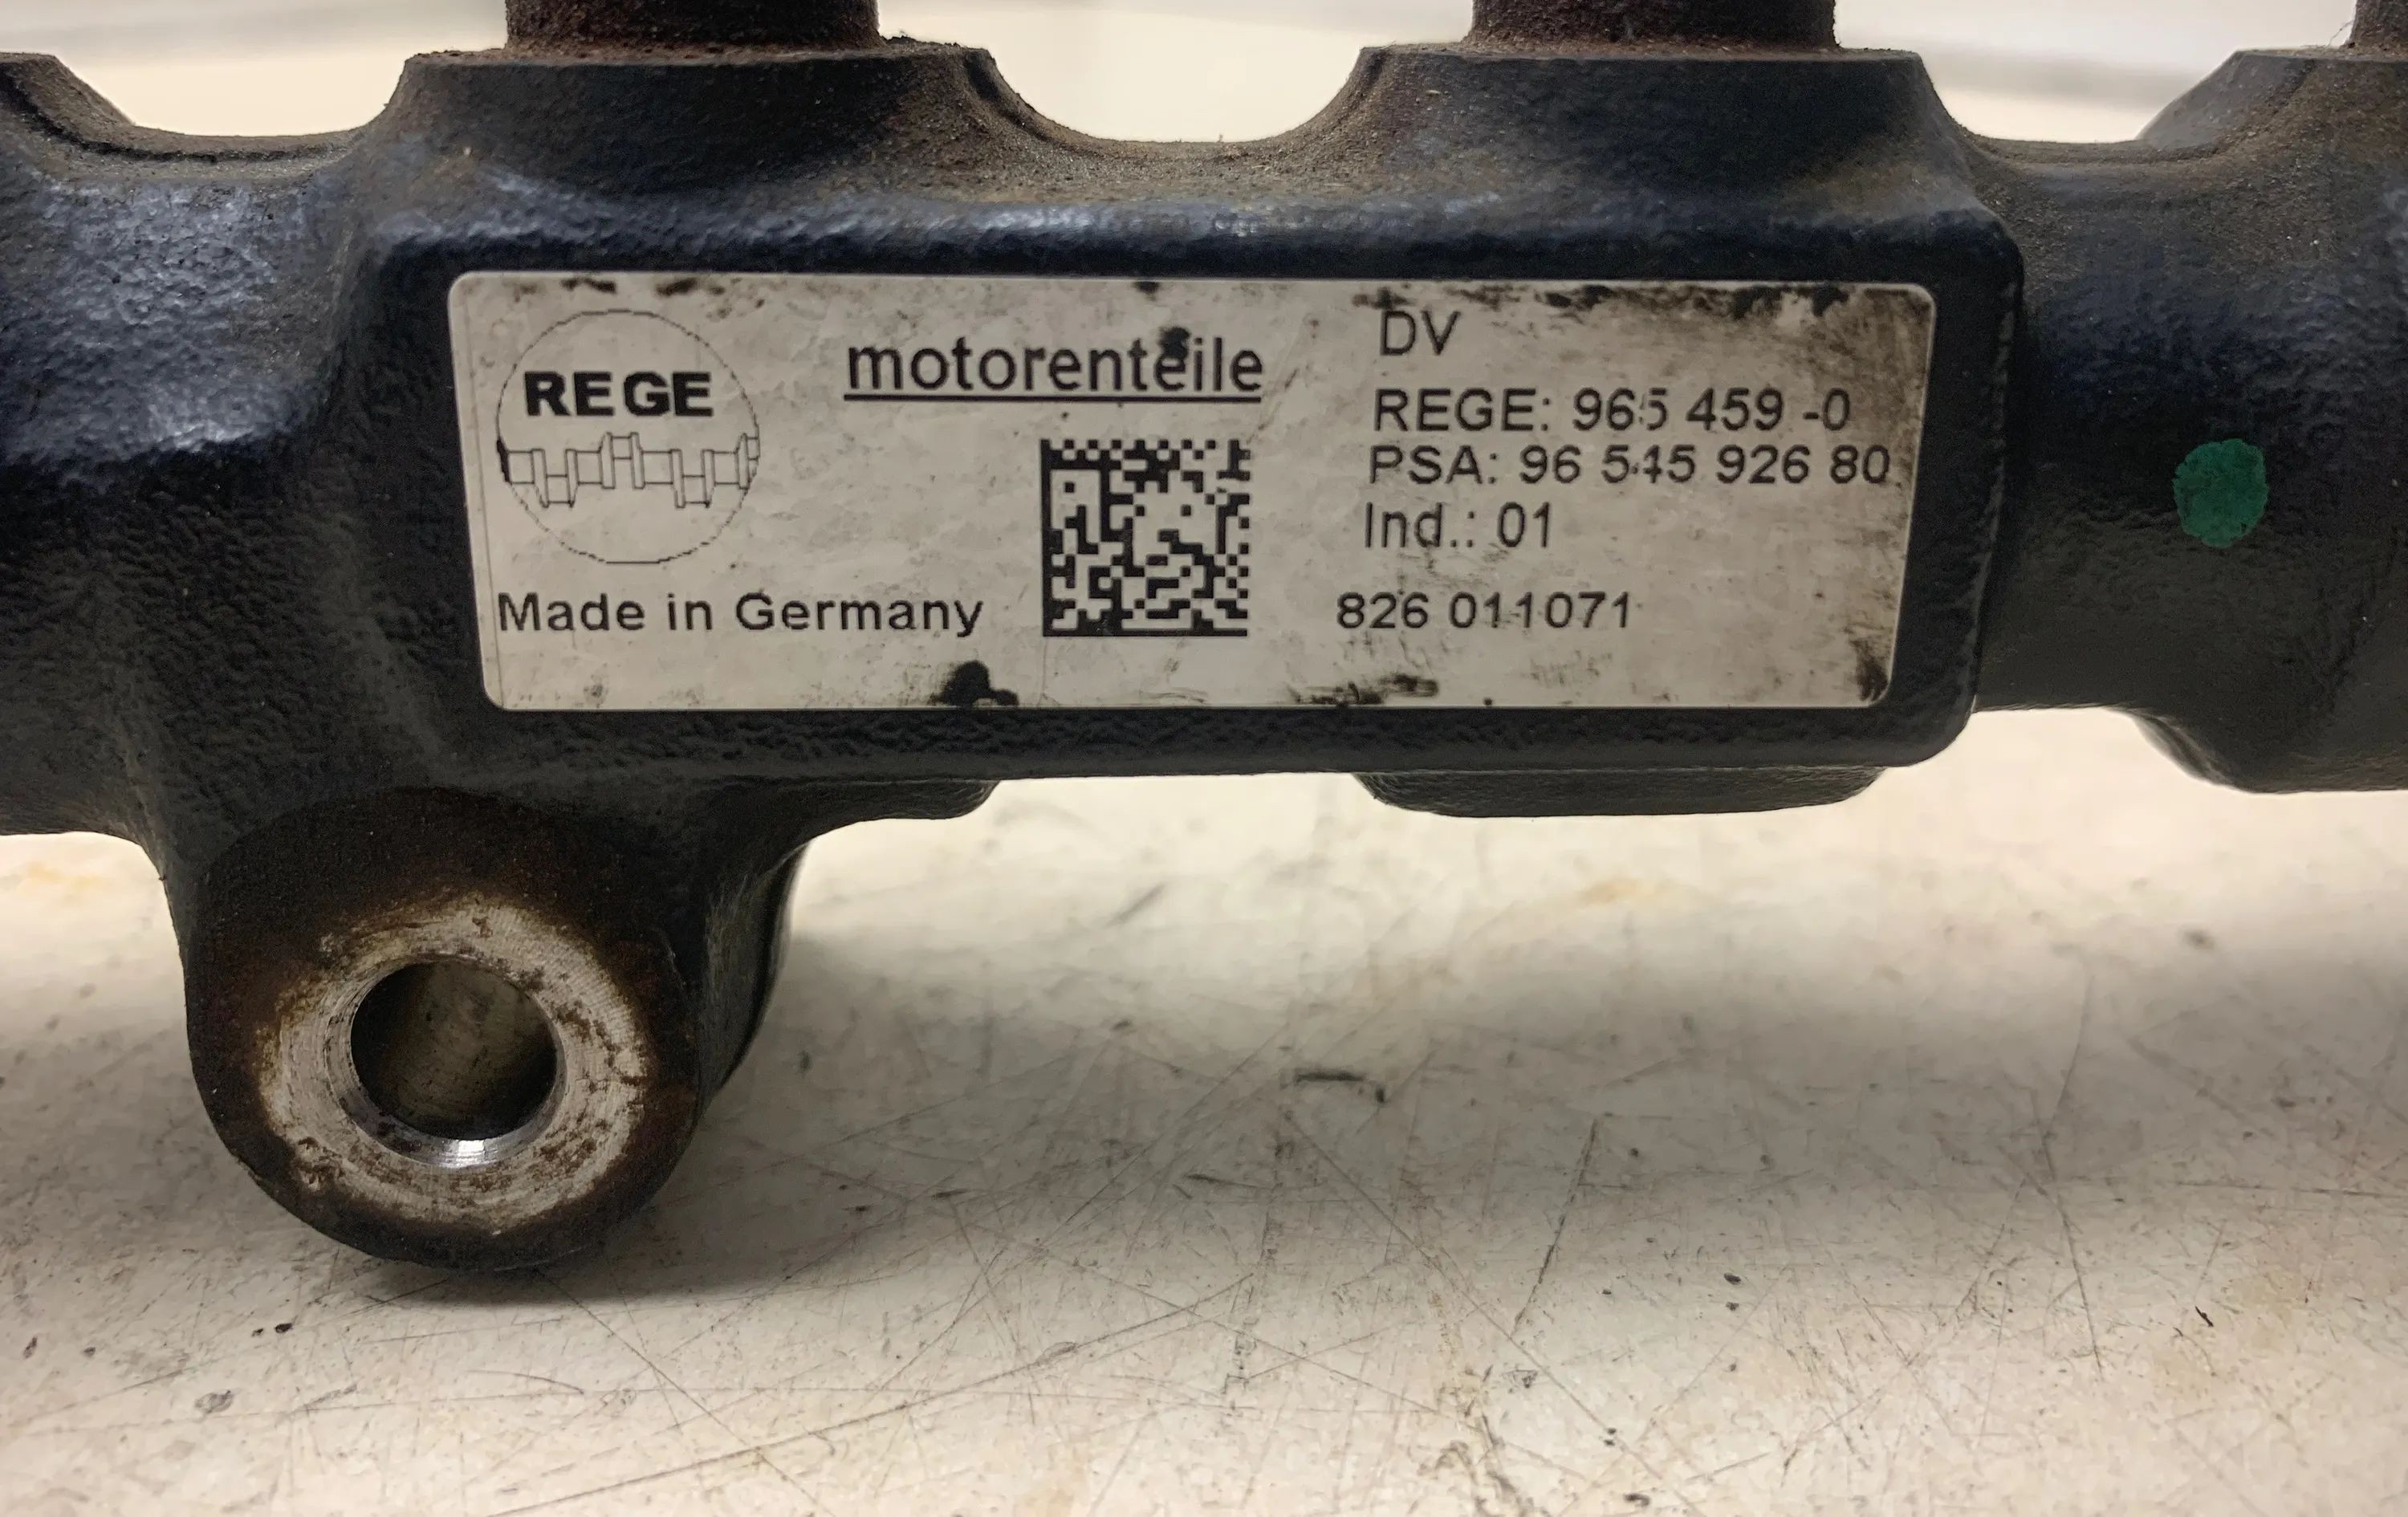 REGE
motorenteile
Made in Germany
DV
REGE: 965 459 -0
PSA: 96 545 926 80
Ind.: 01
826 011071